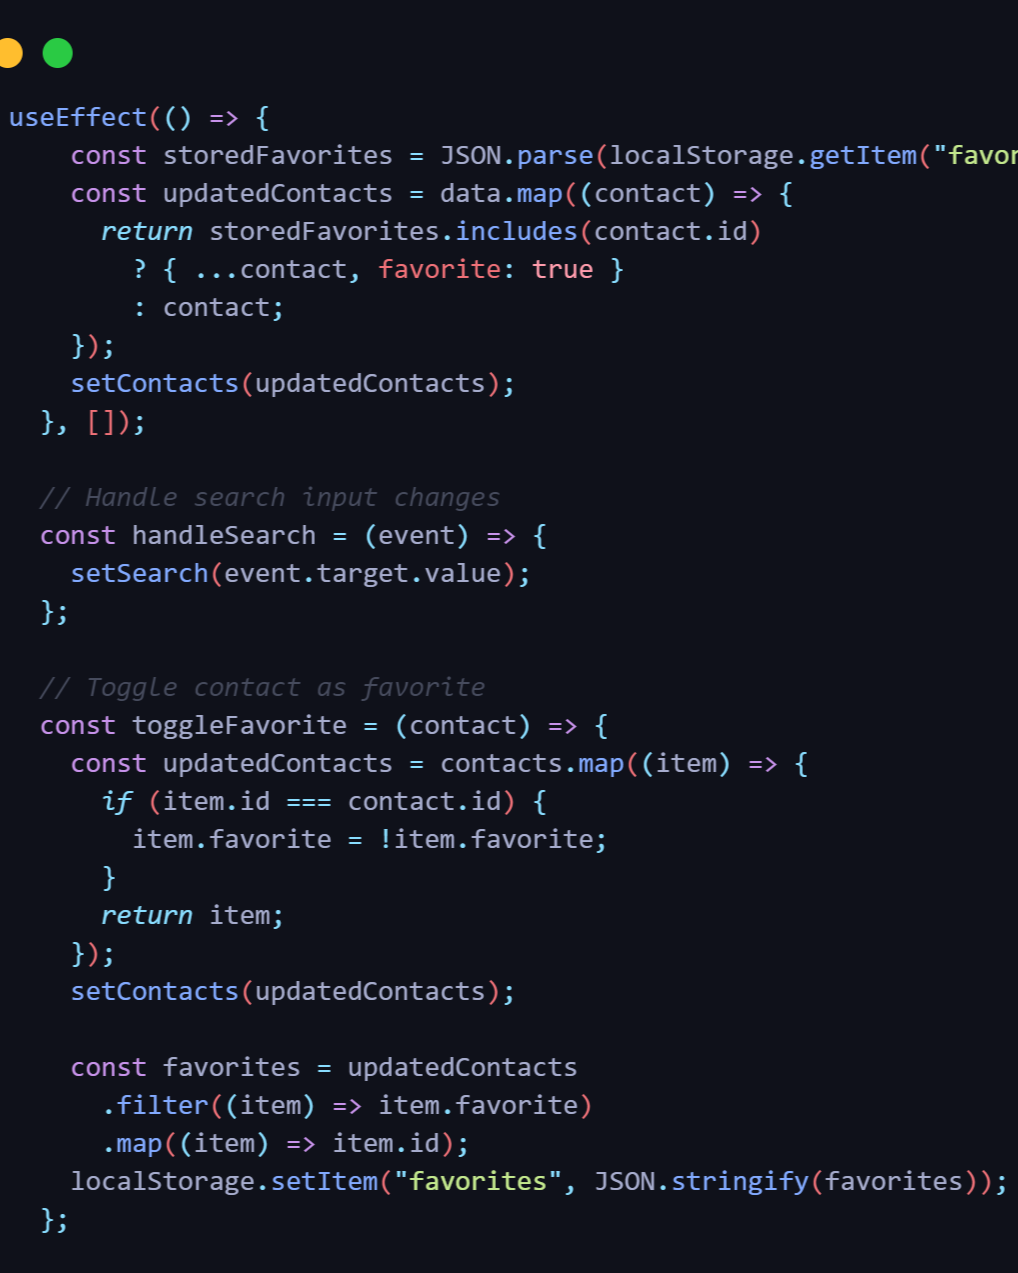 useEffect(() => {
    const storedFavorites = JSON.parse(localStorage.getItem("favor
    const updatedContacts = data.map((contact) => {
      return storedFavorites.includes(contact.id)
        ? { ...contact, favorite: true }
        : contact;
    });
    setContacts(updatedContacts);
  }, []);

  // Handle search input changes
  const handleSearch = (event) => {
    setSearch(event.target.value);
  };

  // Toggle contact as favorite
  const toggleFavorite = (contact) => {
    const updatedContacts = contacts.map((item) => {
      if (item.id === contact.id) {
        item.favorite = !item.favorite;
      }
      return item;
    });
    setContacts(updatedContacts);

    const favorites = updatedContacts
      .filter((item) => item.favorite)
      .map((item) => item.id);
    localStorage.setItem("favorites", JSON.stringify(favorites));
  };